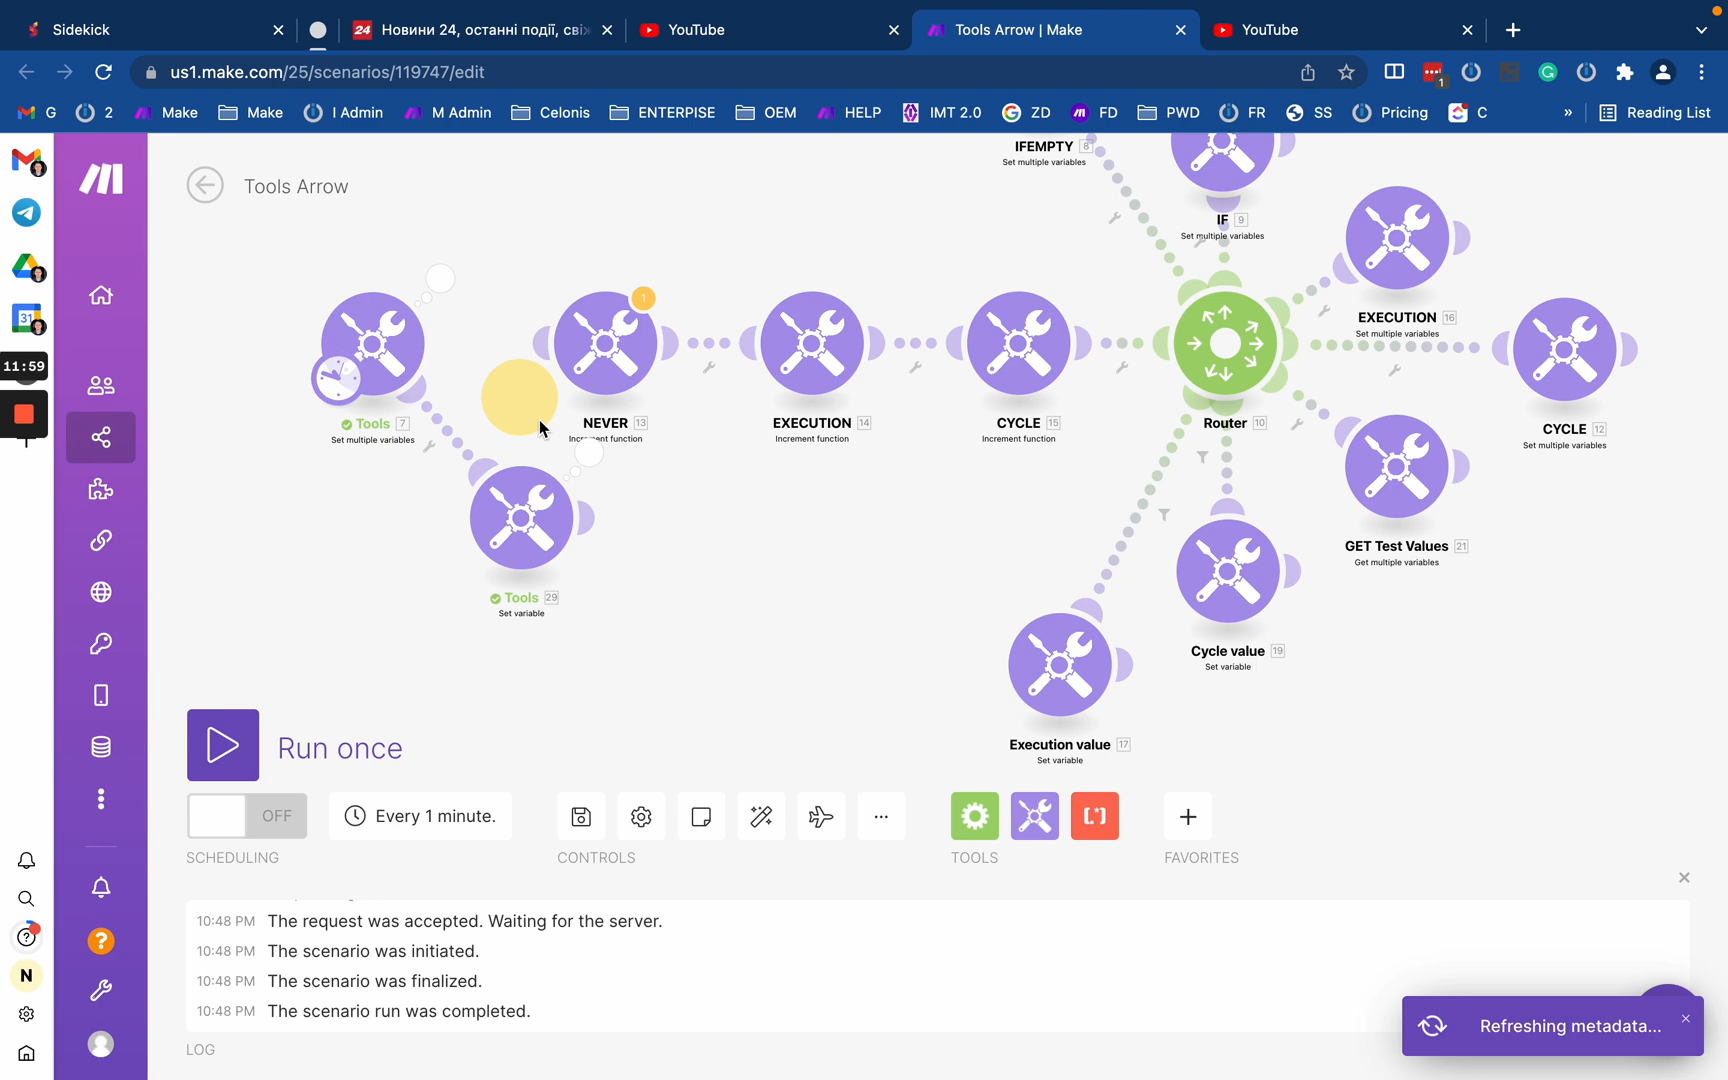 Sidekick
24 Новини 24, останні події, сві
YouTube
Tools Arrow | Make
YouTube
us1.make.com/25/scenarios/119747/edit
1
G
2
Make
Make
I Admin
M Admin
Celonis
ENTERPISE
OEM
HELP
IMT 2.0
ZD
FD
PWD
FR
SS
Pricing
C
»
Reading List
31
11:59
N
Tools Arrow
IFEMPTY 8
Set multiple variables
IF 9
Set multiple variables
EXECUTION 16
Set multiple variables
1
Tools 7
Set multiple variables
NEVER 13
Increment function
EXECUTION 14
Increment function
CYCLE 15
Increment function
Router 10
CYCLE 12
Set multiple variables
GET Test Values 21
Get multiple variables
Tools 29
Set variable
Cycle value 19
Set variable
Execution value 17
Set variable
Run once
OFF
Every 1 minute.
SCHEDULING
CONTROLS
TOOLS
FAVORITES
10:48 PM The request was accepted. Waiting for the server.
10:48 PM The scenario was initiated.
10:48 PM The scenario was finalized.
10:48 PM The scenario run was completed.
LOG
Refreshing metadata...